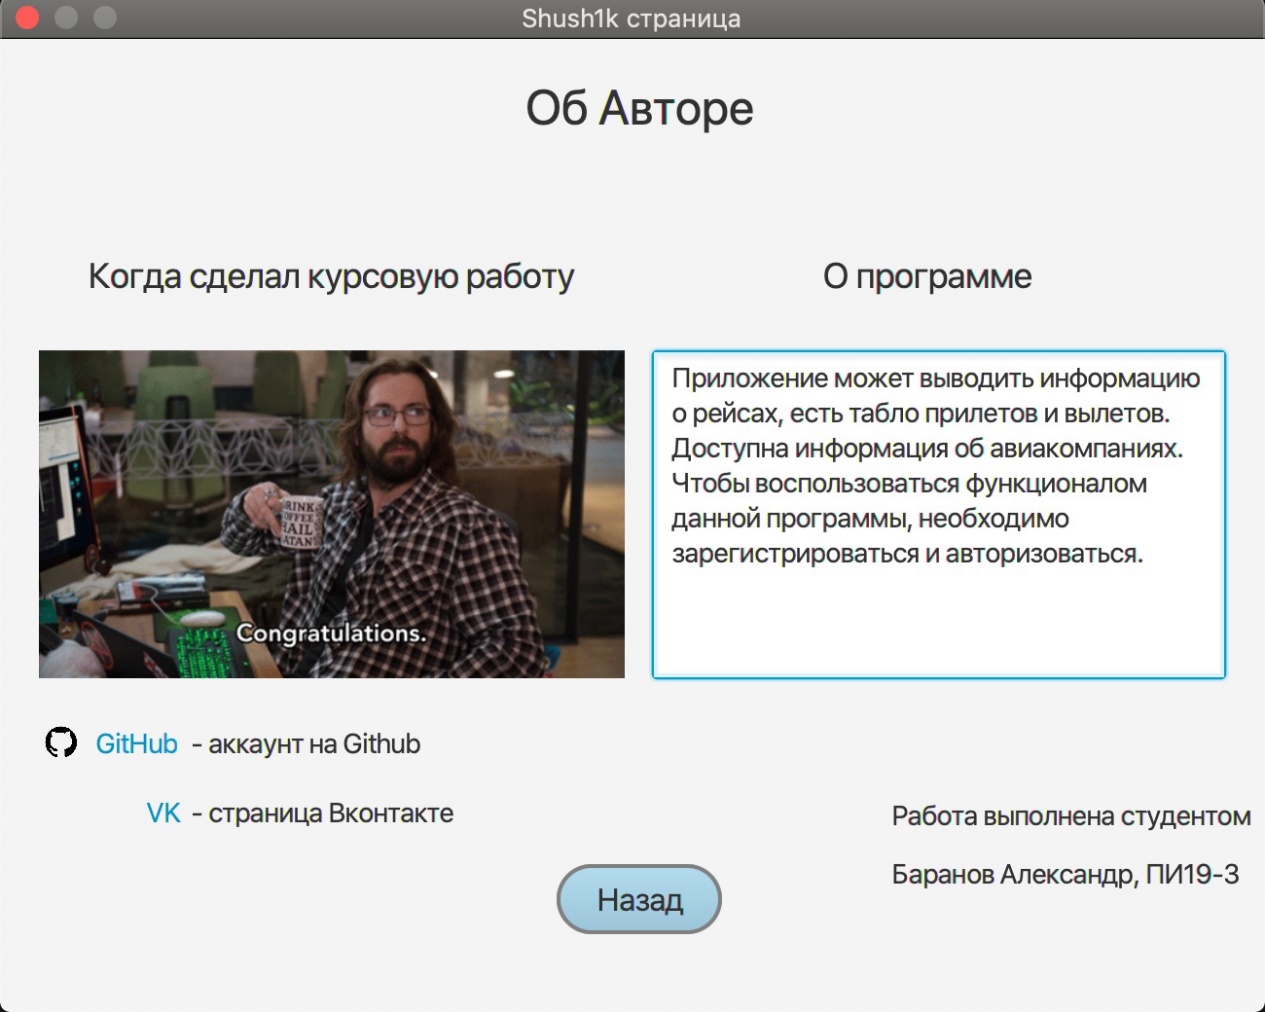 Shush1k страница
Об Авторе
Когда сделал курсовую работу
О программе
DRINK
COFFEE
HAIL
SATAN
Congratulations.
Приложение может выводить информацию
о рейсах, есть табло прилетов и вылетов.
Доступна информация об авиакомпаниях.
Чтобы воспользоваться функционалом
данной программы, необходимо
зарегистрироваться и авторизоваться.
GitHub - аккаунт на Github
VK - страница Вконтакте
Работа выполнена студентом
Баранов Александр, ПИ19-3
Назад